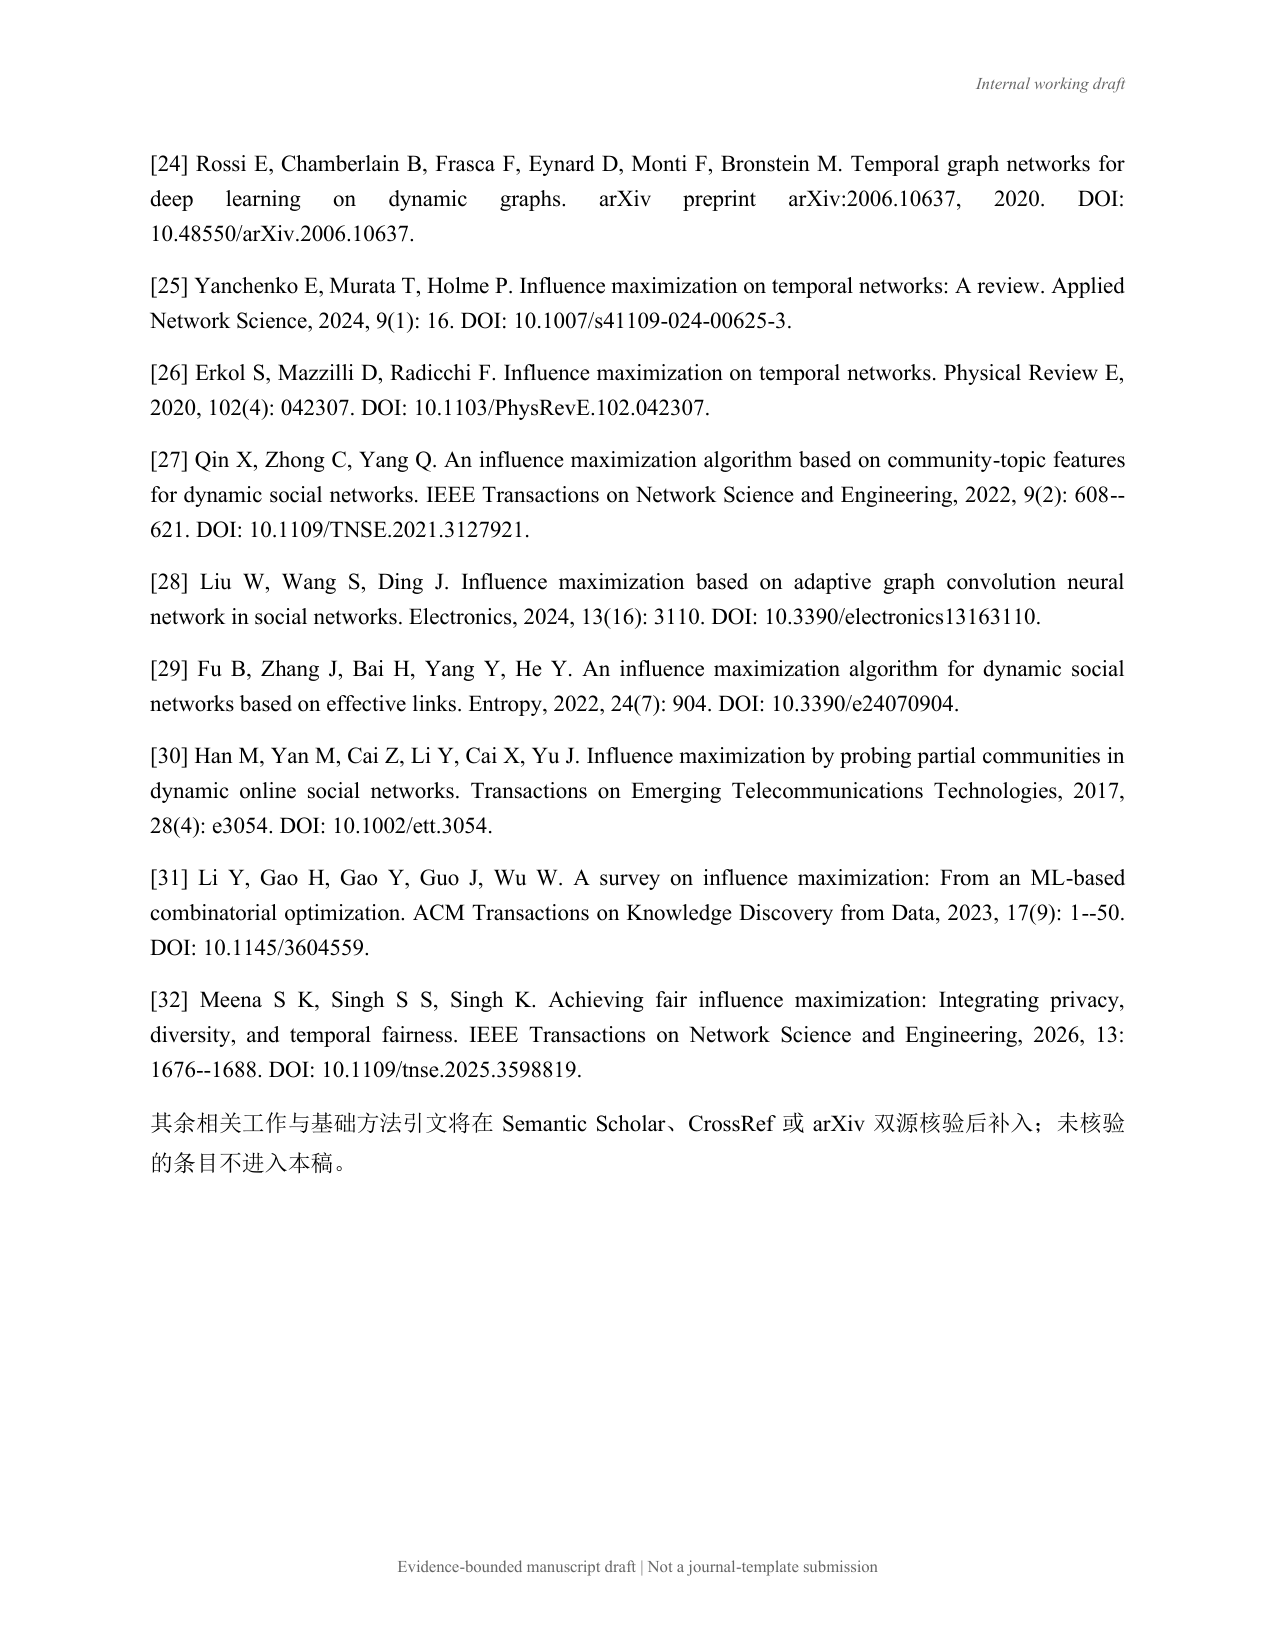 Internal working draft
[24] Rossi E, Chamberlain B, Frasca F, Eynard D, Monti F, Bronstein M. Temporal graph networks for
deep learning on dynamic graphs. arXiv preprint arXiv:2006.10637, 2020. DOI:
10.48550/arXiv.2006.10637.
[25] Yanchenko E, Murata T, Holme P. Influence maximization on temporal networks: A review. Applied
Network Science, 2024, 9(1): 16. DOI: 10.1007/s41109-024-00625-3.
[26] Erkol S, Mazzilli D, Radicchi F. Influence maximization on temporal networks. Physical Review E,
2020, 102(4): 042307. DOI: 10.1103/PhysRevE.102.042307.
[27] Qin X, Zhong C, Yang Q. An influence maximization algorithm based on community-topic features
for dynamic social networks. IEEE Transactions on Network Science and Engineering, 2022, 9(2): 608--
621. DOI: 10.1109/TNSE.2021.3127921.
[28] Liu W, Wang S, Ding J. Influence maximization based on adaptive graph convolution neural
network in social networks. Electronics, 2024, 13(16): 3110. DOI: 10.3390/electronics13163110.
[29] Fu B, Zhang J, Bai H, Yang Y, He Y. An influence maximization algorithm for dynamic social
networks based on effective links. Entropy, 2022, 24(7): 904. DOI: 10.3390/e24070904.
[30] Han M, Yan M, Cai Z, Li Y, Cai X, Yu J. Influence maximization by probing partial communities in
dynamic online social networks. Transactions on Emerging Telecommunications Technologies, 2017,
28(4): e3054. DOI: 10.1002/ett.3054.
[31] Li Y, Gao H, Gao Y, Guo J, Wu W. A survey on influence maximization: From an ML-based
combinatorial optimization. ACM Transactions on Knowledge Discovery from Data, 2023, 17(9): 1--50.
DOI: 10.1145/3604559.
[32] Meena S K, Singh S S, Singh K. Achieving fair influence maximization: Integrating privacy,
diversity, and temporal fairness. IEEE Transactions on Network Science and Engineering, 2026, 13:
1676--1688. DOI: 10.1109/tnse.2025.3598819.
其余相关工作与基础方法引文将在 Semantic Scholar、CrossRef 或 arXiv 双源核验后补入；未核验
的条目不进入本稿。
Evidence-bounded manuscript draft | Not a journal-template submission